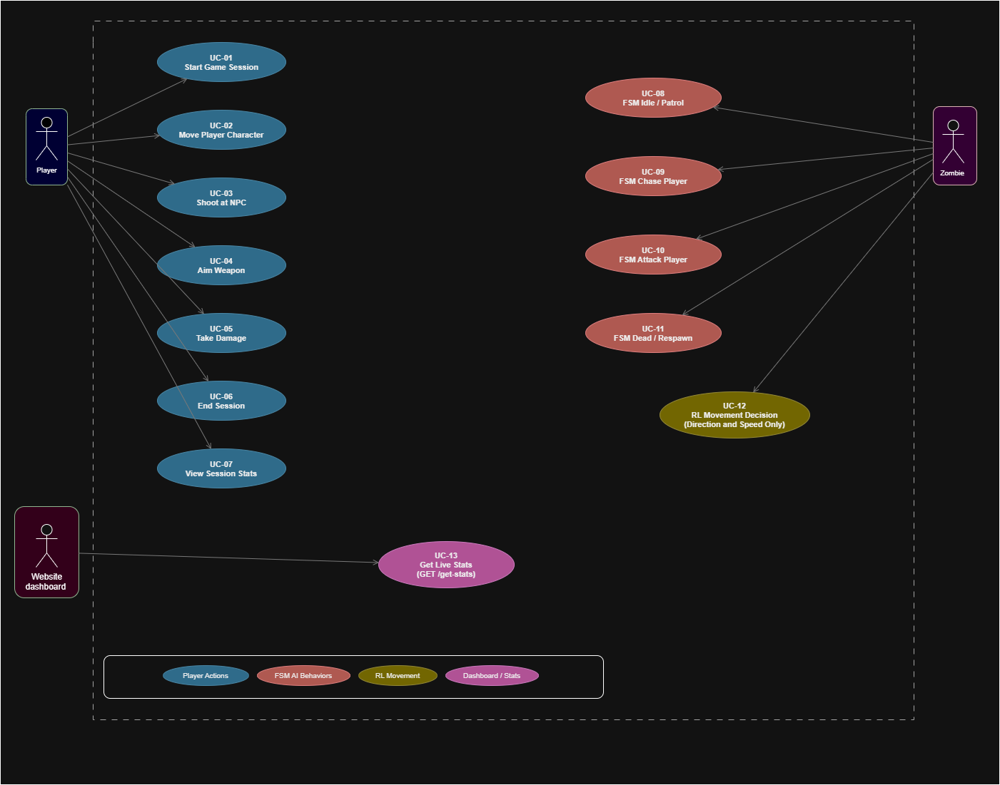 UC-01
Start Game Session
UC-02
Move Player Character
UC-03
Shoot at NPC
UC-04
Aim Weapon
UC-05
Take Damage
UC-06
End Session
UC-07
View Session Stats
Player
Website
dashboard
UC-08
FSM Idle / Patrol
UC-09
FSM Chase Player
UC-10
FSM Attack Player
UC-11
FSM Dead / Respawn
UC-12
RL Movement Decision
(Direction and Speed Only)
Zombie
UC-13
Get Live Stats
(GET /get-stats)
Player Actions
FSM AI Behaviors
RL Movement
Dashboard / Stats